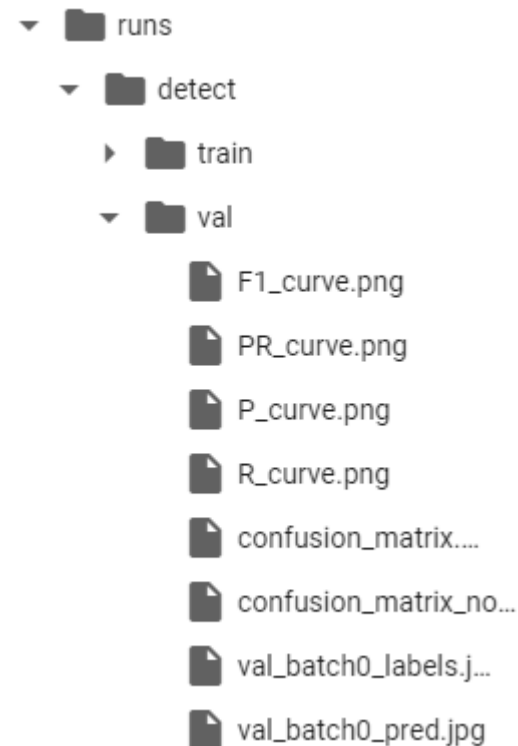 runs
detect
train
val
F1_curve.png
PR_curve.png
P_curve.png
R_curve.png
confusion_matrix....
confusion_matrix_no...
val_batch0_labels.j...
val_batch0_pred.jpg